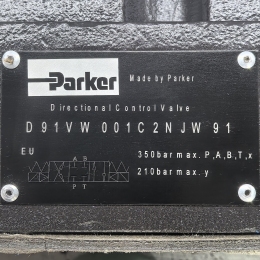 Parker Made by Parker
Directional Control Valve
D91VW001C2NJW91
EU
350bar max. P,A,B,T,x
A B
P T
210bar max. y